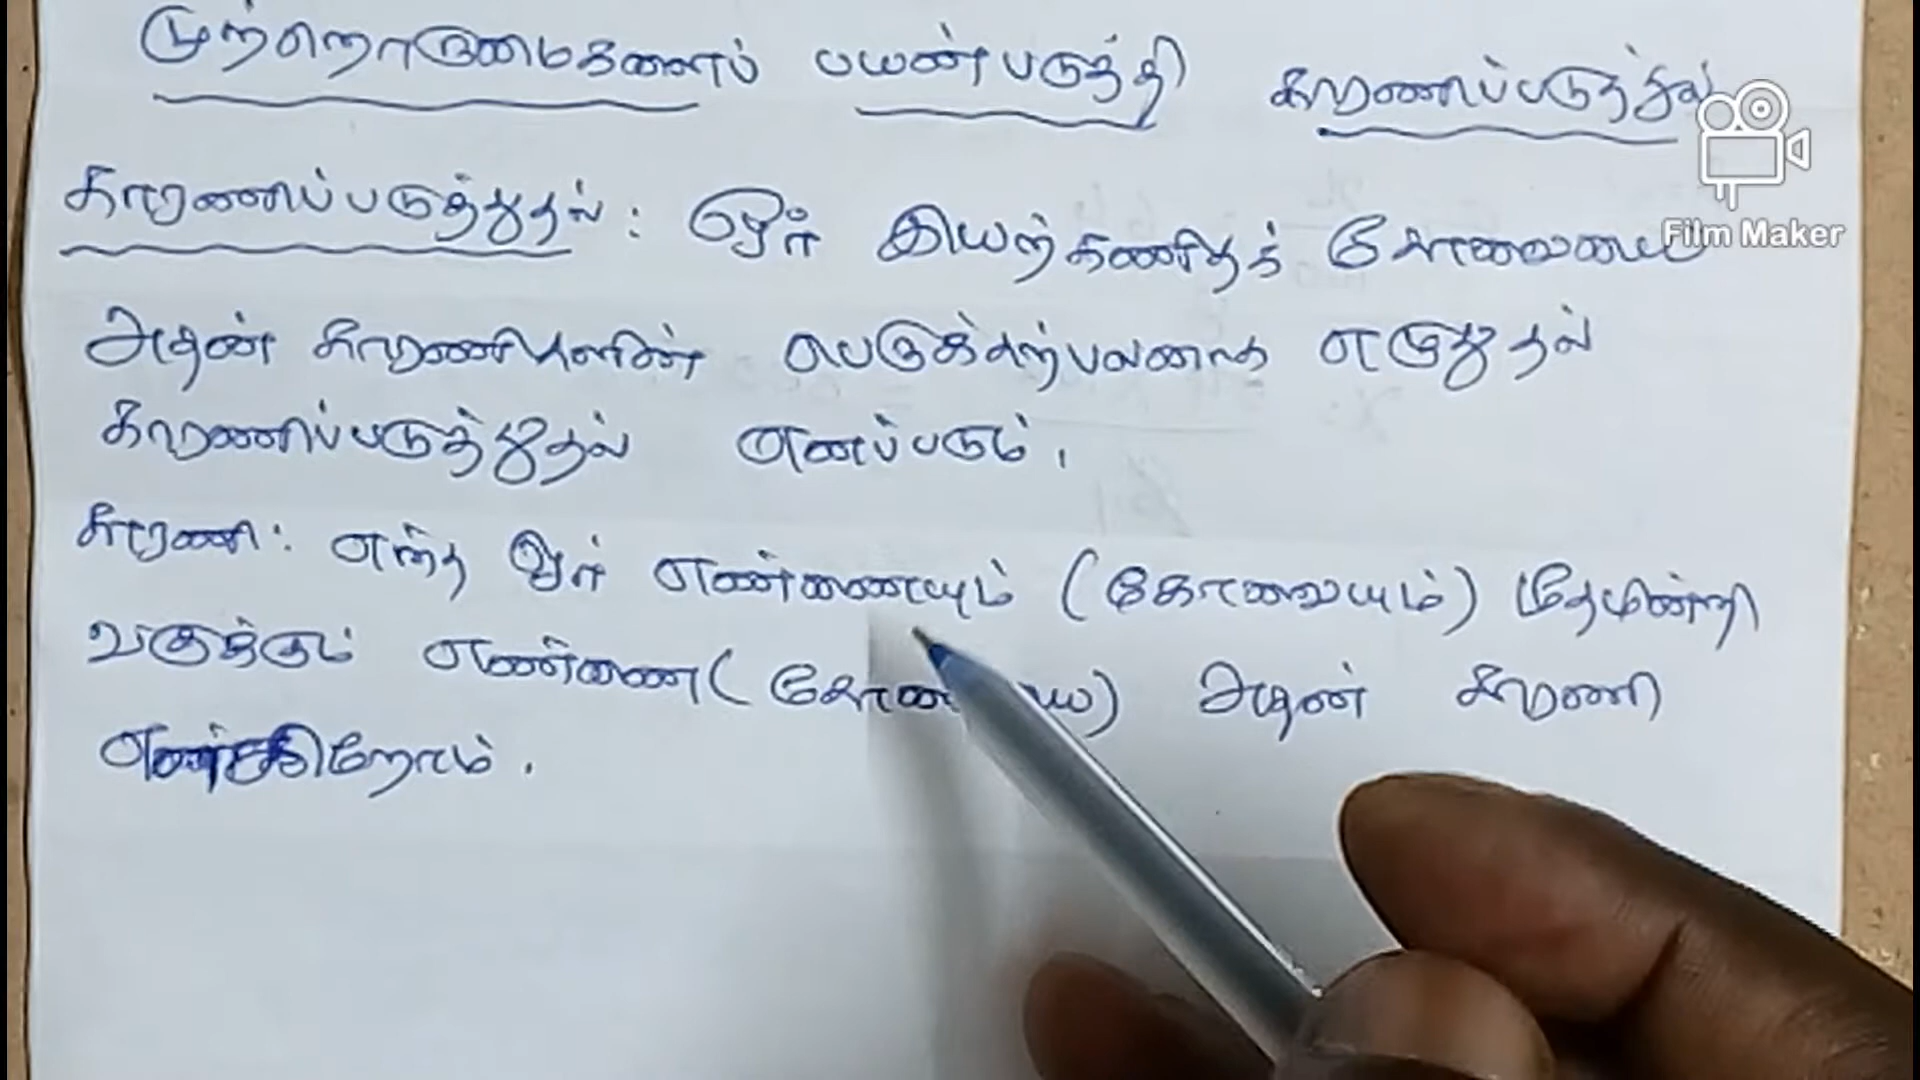 முற்றொருமைகளைப் பயன்படுத்தி காரணிப்படுத்தல்
காரணிப்படுத்துதல் : ஓர் இயற்கணிதக் கோவையை
அதன் காரணிகளின் பெருக்கற்பலனாக எழுதுதல்
காரணிப்படுத்துதல் எனப்படும்.
காரணி : எந்த ஓர் எண்ணையும் (கோவையும்) மீதமின்றி
வகுக்கும் எண்ணை ( ) அதன் காரணி
என்கிறோம்.
Film Maker